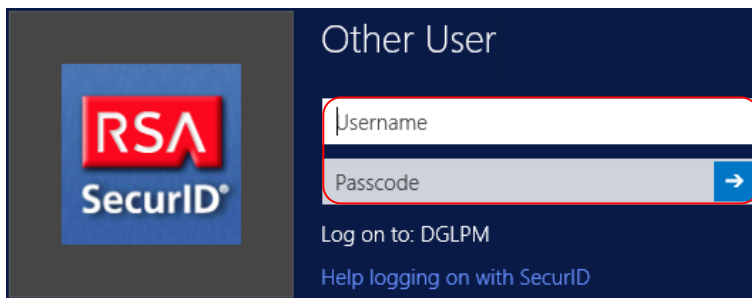 Other User
RSA
SecurID®
Username
Passcode
Log on to: DGLPM
Help logging on with SecurID